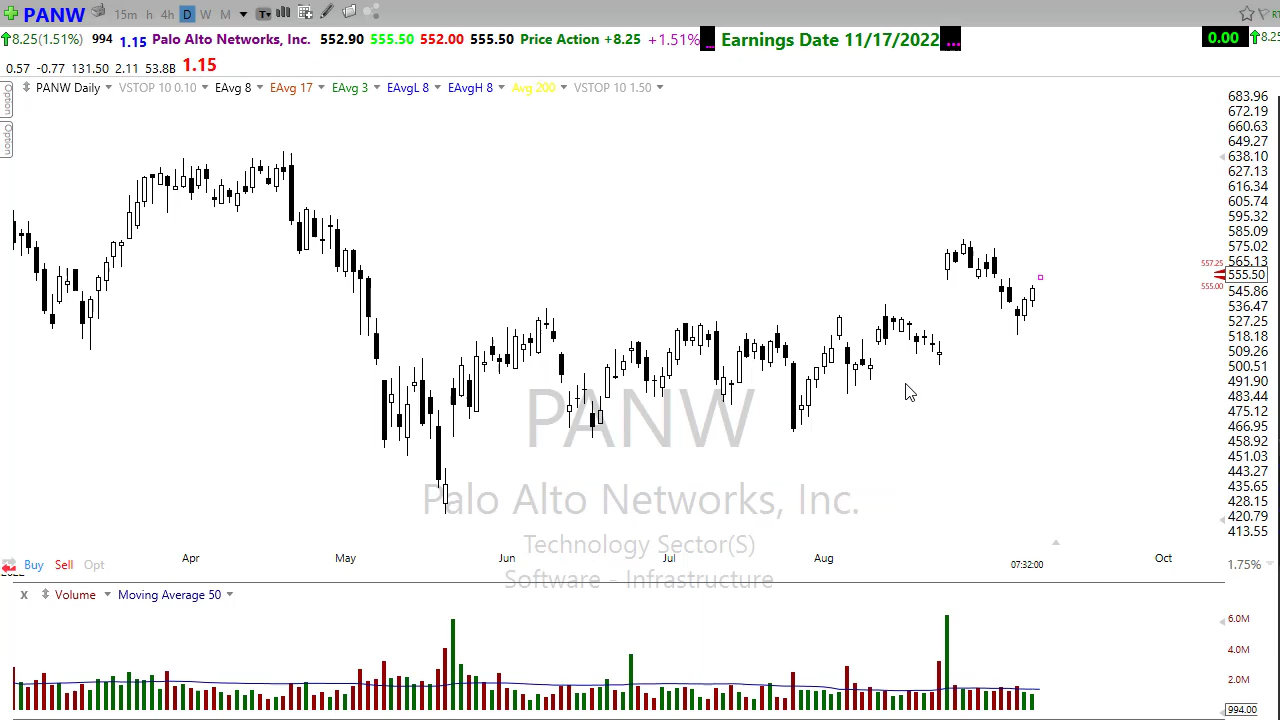 PANW 15m h 4h D W M T
8.25(1.51%) 994 1.15 Palo Alto Networks, Inc. 552.90 555.50 552.00 555.50 Price Action +8.25 +1.51% ... Earnings Date 11/17/2022 ... 0.00 8.25
0.57 -0.77 131.50 2.11 53.8B 1.15
PANW Daily VSTOP 10 0.10 EAvg 8 EAvg 17 EAvg 3 EAvgL 8 EAvgH 8 Avg 200 VSTOP 10 1.50
Option
Option
683.96
672.19
660.63
649.27
638.10
627.13
616.34
605.74
595.32
585.09
575.02
565.13
557.25
555.50
555.00
545.86
536.47
527.25
518.18
509.26
500.51
491.90
483.44
475.12
466.95
458.92
451.03
443.27
435.65
428.15
420.79
413.55
PANW
Palo Alto Networks, Inc.
Technology Sector(S)
Software - Infrastructure
Apr May Jun Jul Aug Oct
Buy Sell Opt 07:32:00 1.75%
X Volume Moving Average 50
6.0M
4.0M
2.0M
994.00